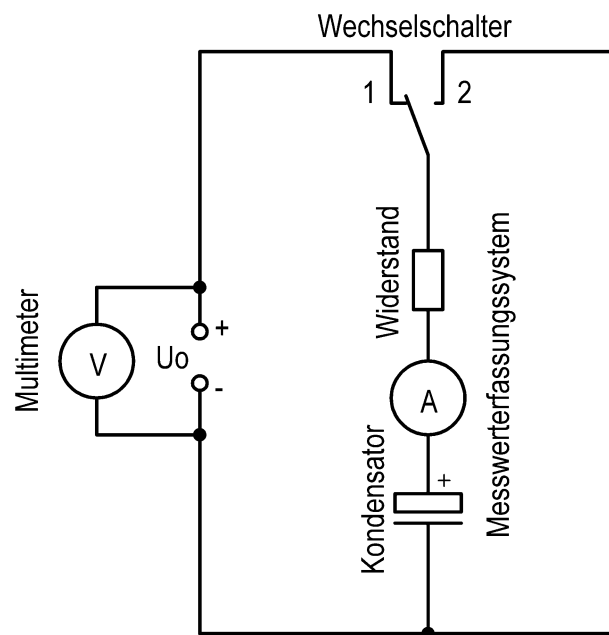 Wechselschalter
1
2
Widerstand
Messwerterfassungssystem
Multimeter
V
Uo
+
-
A
Kondensator
+